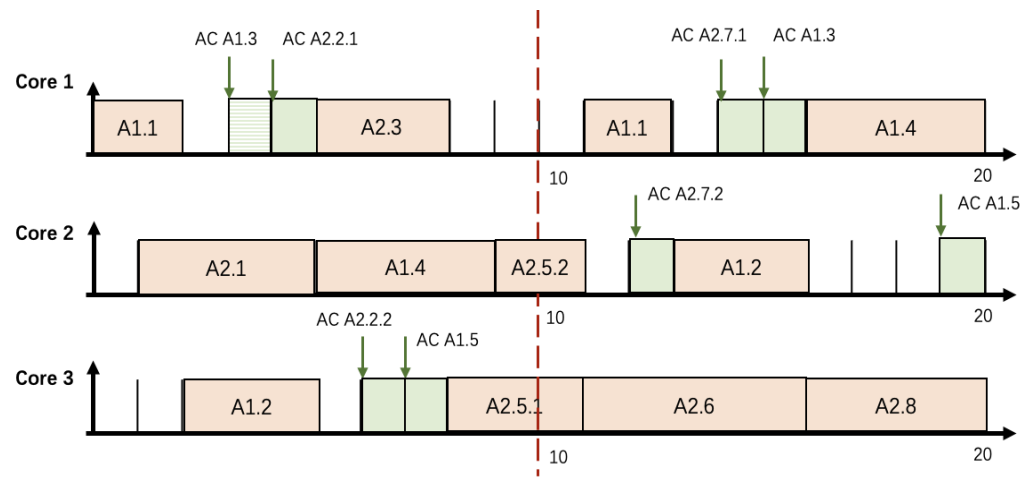 AC A1.3
AC A2.2.1
AC A2.7.1
AC A1.3
Core 1
A1.1
A2.3
A1.1
A1.4
10
20
AC A2.7.2
AC A1.5
Core 2
A2.1
A1.4
A2.5.2
A1.2
10
20
AC A2.2.2
AC A1.5
Core 3
A1.2
A2.5.1
A2.6
A2.8
10
20